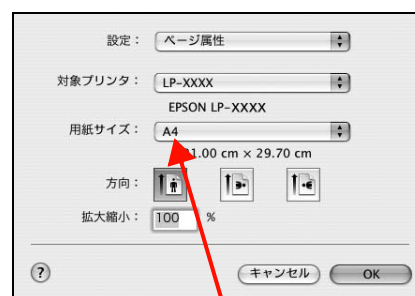 設定： ページ属性
対象プリンタ： LP-XXXX
EPSON LP-XXXX
用紙サイズ： A4
1.00 cm × 29.70 cm
方向：
拡大縮小： 100 %
? キャンセル OK